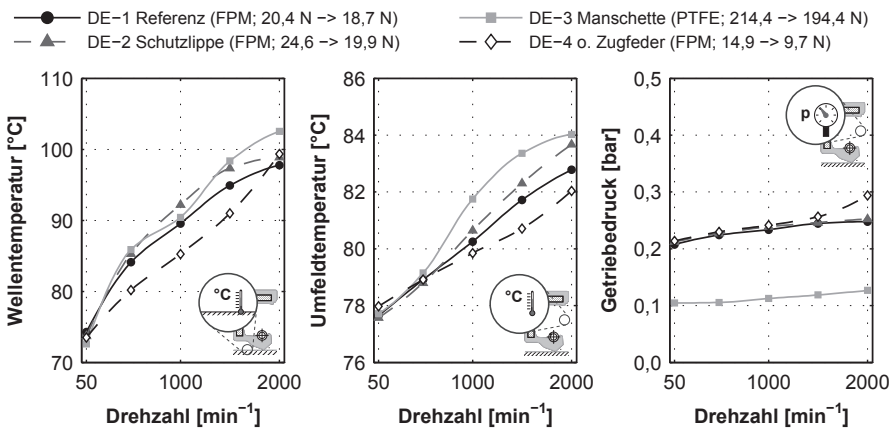 DE−1 Referenz (FPM; 20,4 N −> 18,7 N)
DE−2 Schutzlippe (FPM; 24,6 −> 19,9 N)
DE−3 Manschette (PTFE; 214,4 −> 194,4 N)
DE−4 o. Zugfeder (FPM; 14,9 −> 9,7 N)
Wellentemperatur [°C]
110
100
90
80
70
50 1000 2000
Drehzahl [min⁻¹]
°C
Umfeldtemperatur [°C]
86
84
82
80
78
76
50 1000 2000
Drehzahl [min⁻¹]
°C
Getriebedruck [bar]
0,5
0,4
0,3
0,2
0,1
0,0
50 1000 2000
Drehzahl [min⁻¹]
p